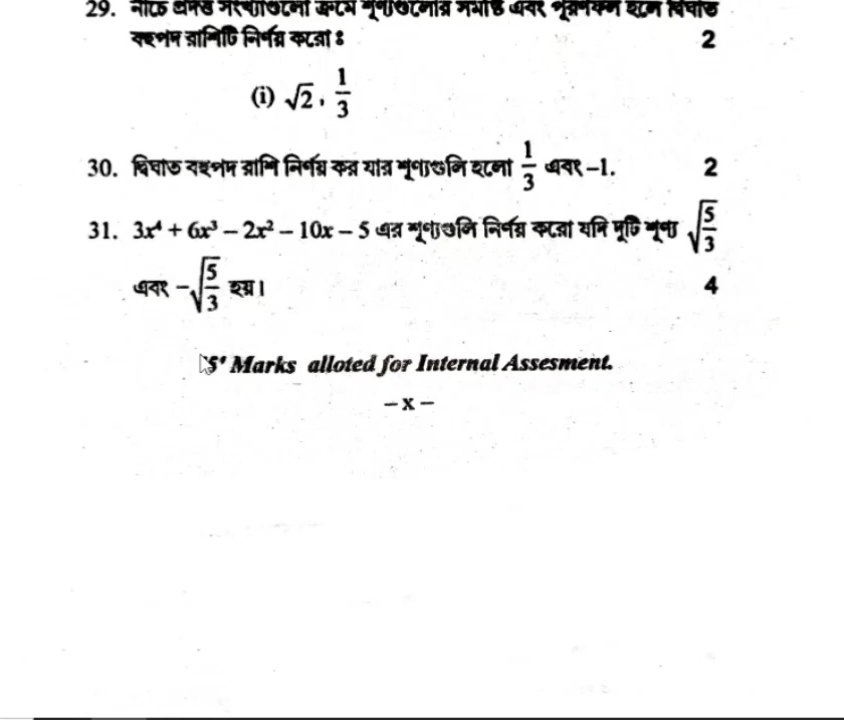 29. নীচে প্রদত্ত সংখ্যাগুলো ক্রমে শূণ্যগুলোর সমষ্টি এবং পূরণফল হলে দ্বিঘাত
বহুপদ রাশিটি নির্ণয় করো ঃ 2
(i) √2 , 1/3
30. দ্বিঘাত বহুপদ রাশি নির্ণয় কর যার শূণ্যগুলি হলো 1/3 এবং –1. 2
31. 3x⁴ + 6x³ – 2x² – 10x – 5 এর শূণ্যগুলি নির্ণয় করো যদি দুটি শূণ্য √5/3
এবং –√5/3 হয়। 4
'5' Marks alloted for Internal Assesment.
– x –